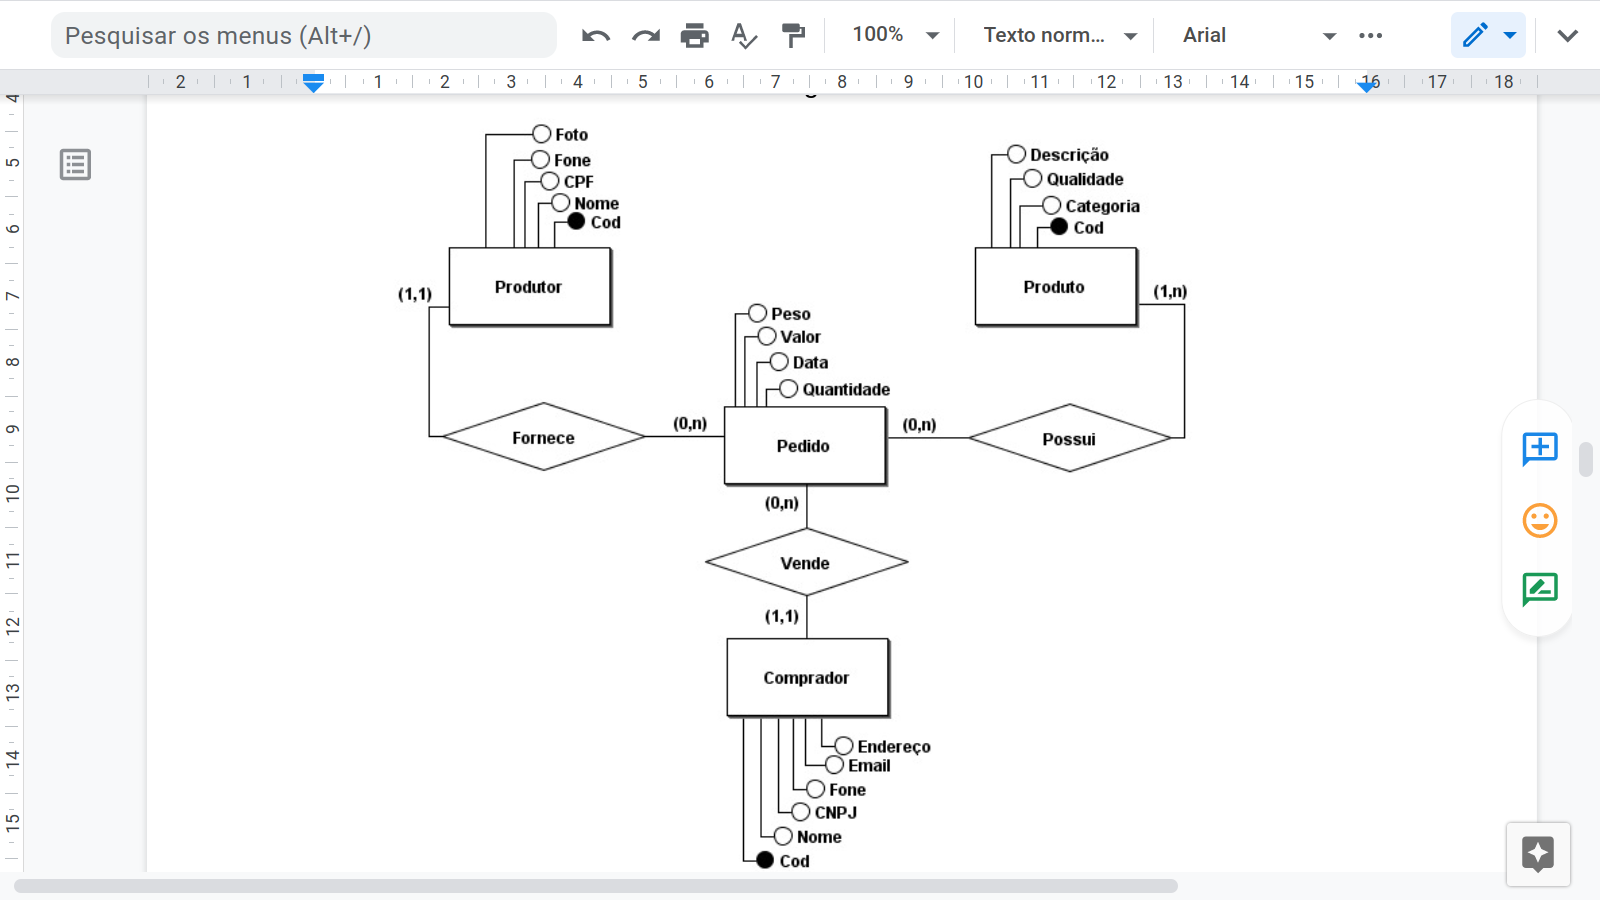 Pesquisar os menus (Alt+/)
100%
Texto norm...
Arial
2 1 1 2 3 4 5 6 7 8 9 10 11 12 13 14 15 16 17 18
4
5
6
7
8
9
10
11
12
13
14
15
Foto
Fone
CPF
Nome
Cod
Produtor
(1,1)
Descrição
Qualidade
Categoria
Cod
Produto
(1,n)
Peso
Valor
Data
Quantidade
Fornece
(0,n)
Pedido
(0,n)
Possui
(0,n)
Vende
(1,1)
Comprador
Endereço
Email
Fone
CNPJ
Nome
Cod